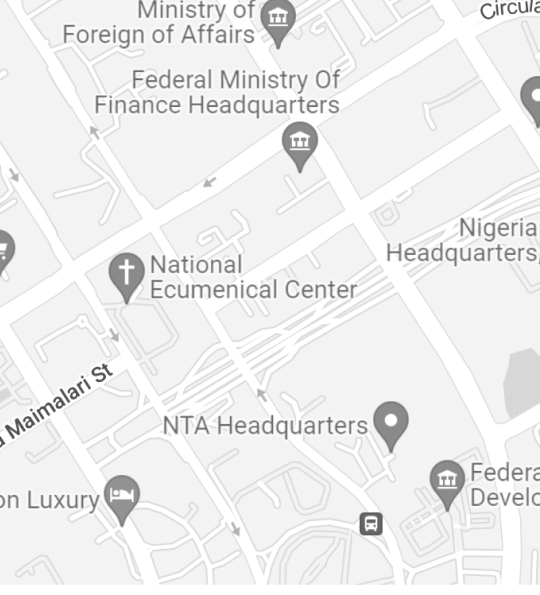 Ministry of
Foreign of Affairs
Circula
Federal Ministry Of
Finance Headquarters
Nigeria
Headquarters,
National
Ecumenical Center
Maimalari St
NTA Headquarters
on Luxury
Federa
Develo